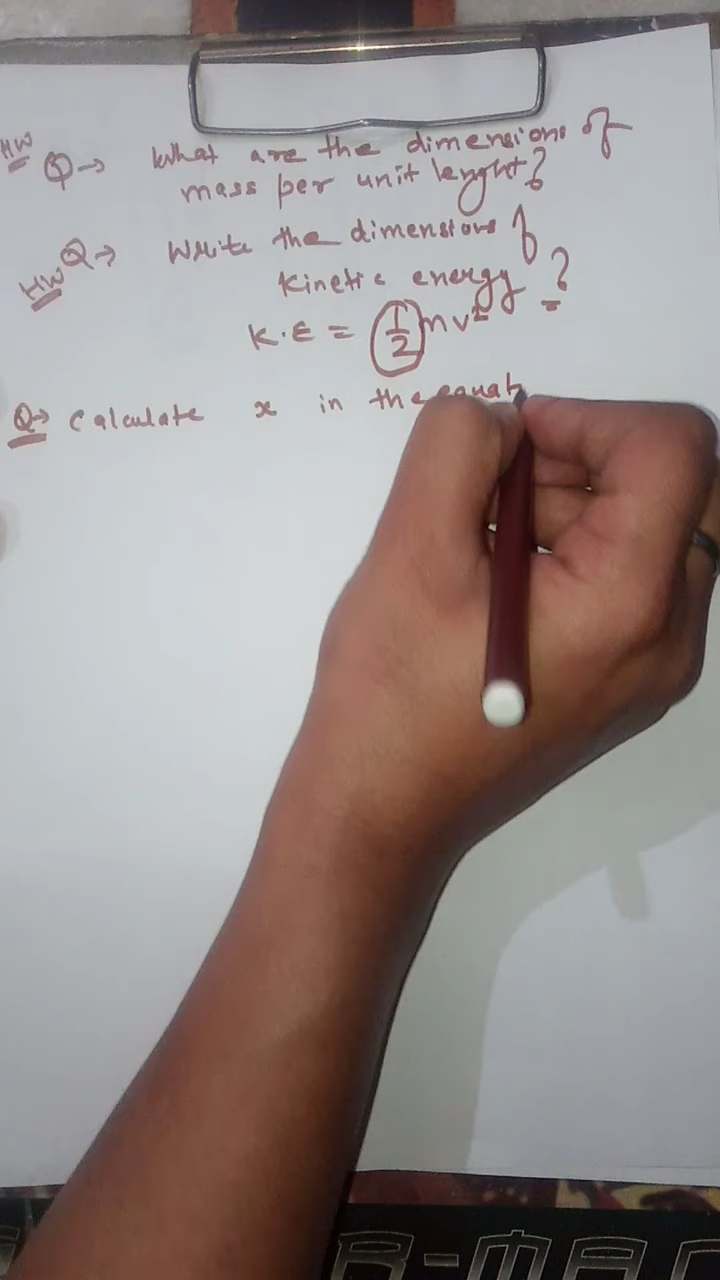 HW Q→ What are the dimensions of
mass per unit lenght?
HW Q→ Write the dimensions of
Kinetic energy ?
K.E = 1/2 mv²
Q→ Calculate x in the equat